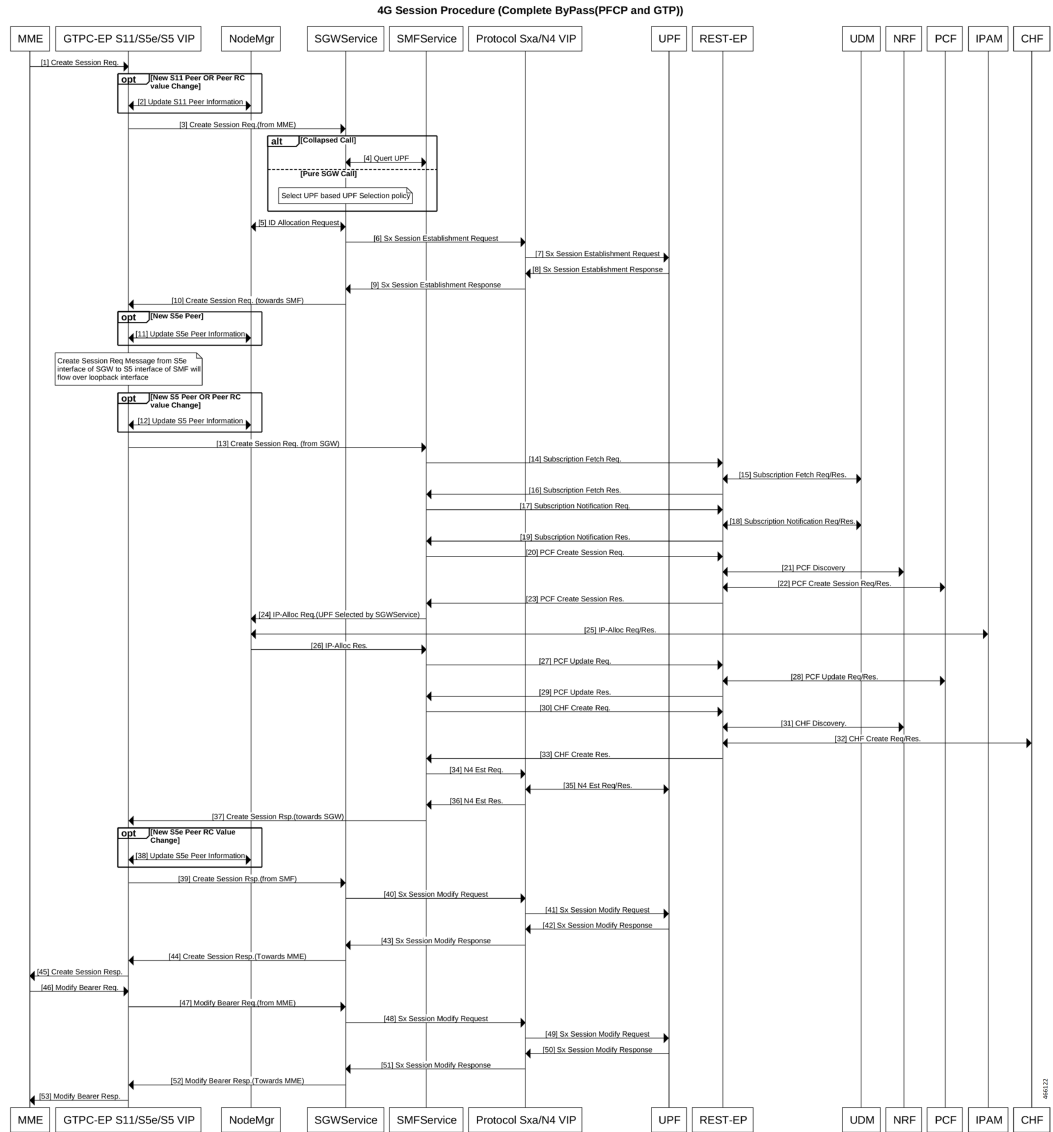 4G Session Procedure (Complete ByPass(PFCP and GTP))
MME
GTPC-EP S11/S5e/S5 VIP
NodeMgr
SGWService
SMFService
Protocol Sxa/N4 VIP
UPF
REST-EP
UDM
NRF
PCF
IPAM
CHF
[1] Create Session Req.
opt
[New S11 Peer OR Peer RC
value Change]
[2] Update S11 Peer Information
[3] Create Session Req.(from MME)
alt
[Collapsed Call]
[4] Quert UPF
[Pure SGW Call]
Select UPF based UPF Selection policy
[5] ID Allocation Request
[6] Sx Session Establishment Request
[7] Sx Session Establishment Request
[8] Sx Session Establishment Response
[9] Sx Session Establishment Response
[10] Create Session Req. (towards SMF)
opt
[New S5e Peer]
[11] Update S5e Peer Information
Create Session Req Message from S5e
interface of SGW to S5 interface of SMF will
flow over loopback interface
opt
[New S5 Peer OR Peer RC
value Change]
[12] Update S5 Peer Information
[13] Create Session Req. (from SGW)
[14] Subscription Fetch Req.
[15] Subscription Fetch Req/Res.
[16] Subscription Fetch Res.
[17] Subscription Notification Req.
[18] Subscription Notification Req/Res.
[19] Subscription Notification Res.
[20] PCF Create Session Req.
[21] PCF Discovery
[22] PCF Create Session Req/Res.
[23] PCF Create Session Res.
[24] IP-Alloc Req.(UPF Selected by SGWService)
[25] IP-Alloc Req/Res.
[26] IP-Alloc Res.
[27] PCF Update Req.
[28] PCF Update Req/Res.
[29] PCF Update Res.
[30] CHF Create Req.
[31] CHF Discovery.
[32] CHF Create Req/Res.
[33] CHF Create Res.
[34] N4 Est Req.
[35] N4 Est Req/Res.
[36] N4 Est Res.
[37] Create Session Rsp.(towards SGW)
opt
[New S5e Peer RC Value
Change]
[38] Update S5e Peer Information
[39] Create Session Rsp.(from SMF)
[40] Sx Session Modify Request
[41] Sx Session Modify Request
[42] Sx Session Modify Response
[43] Sx Session Modify Response
[44] Create Session Resp.(Towards MME)
[45] Create Session Resp.
[46] Modify Bearer Req.
[47] Modify Bearer Req.(from MME)
[48] Sx Session Modify Request
[49] Sx Session Modify Request
[50] Sx Session Modify Response
[51] Sx Session Modify Response
[52] Modify Bearer Resp.(Towards MME)
[53] Modify Bearer Resp.
466122
MME
GTPC-EP S11/S5e/S5 VIP
NodeMgr
SGWService
SMFService
Protocol Sxa/N4 VIP
UPF
REST-EP
UDM
NRF
PCF
IPAM
CHF